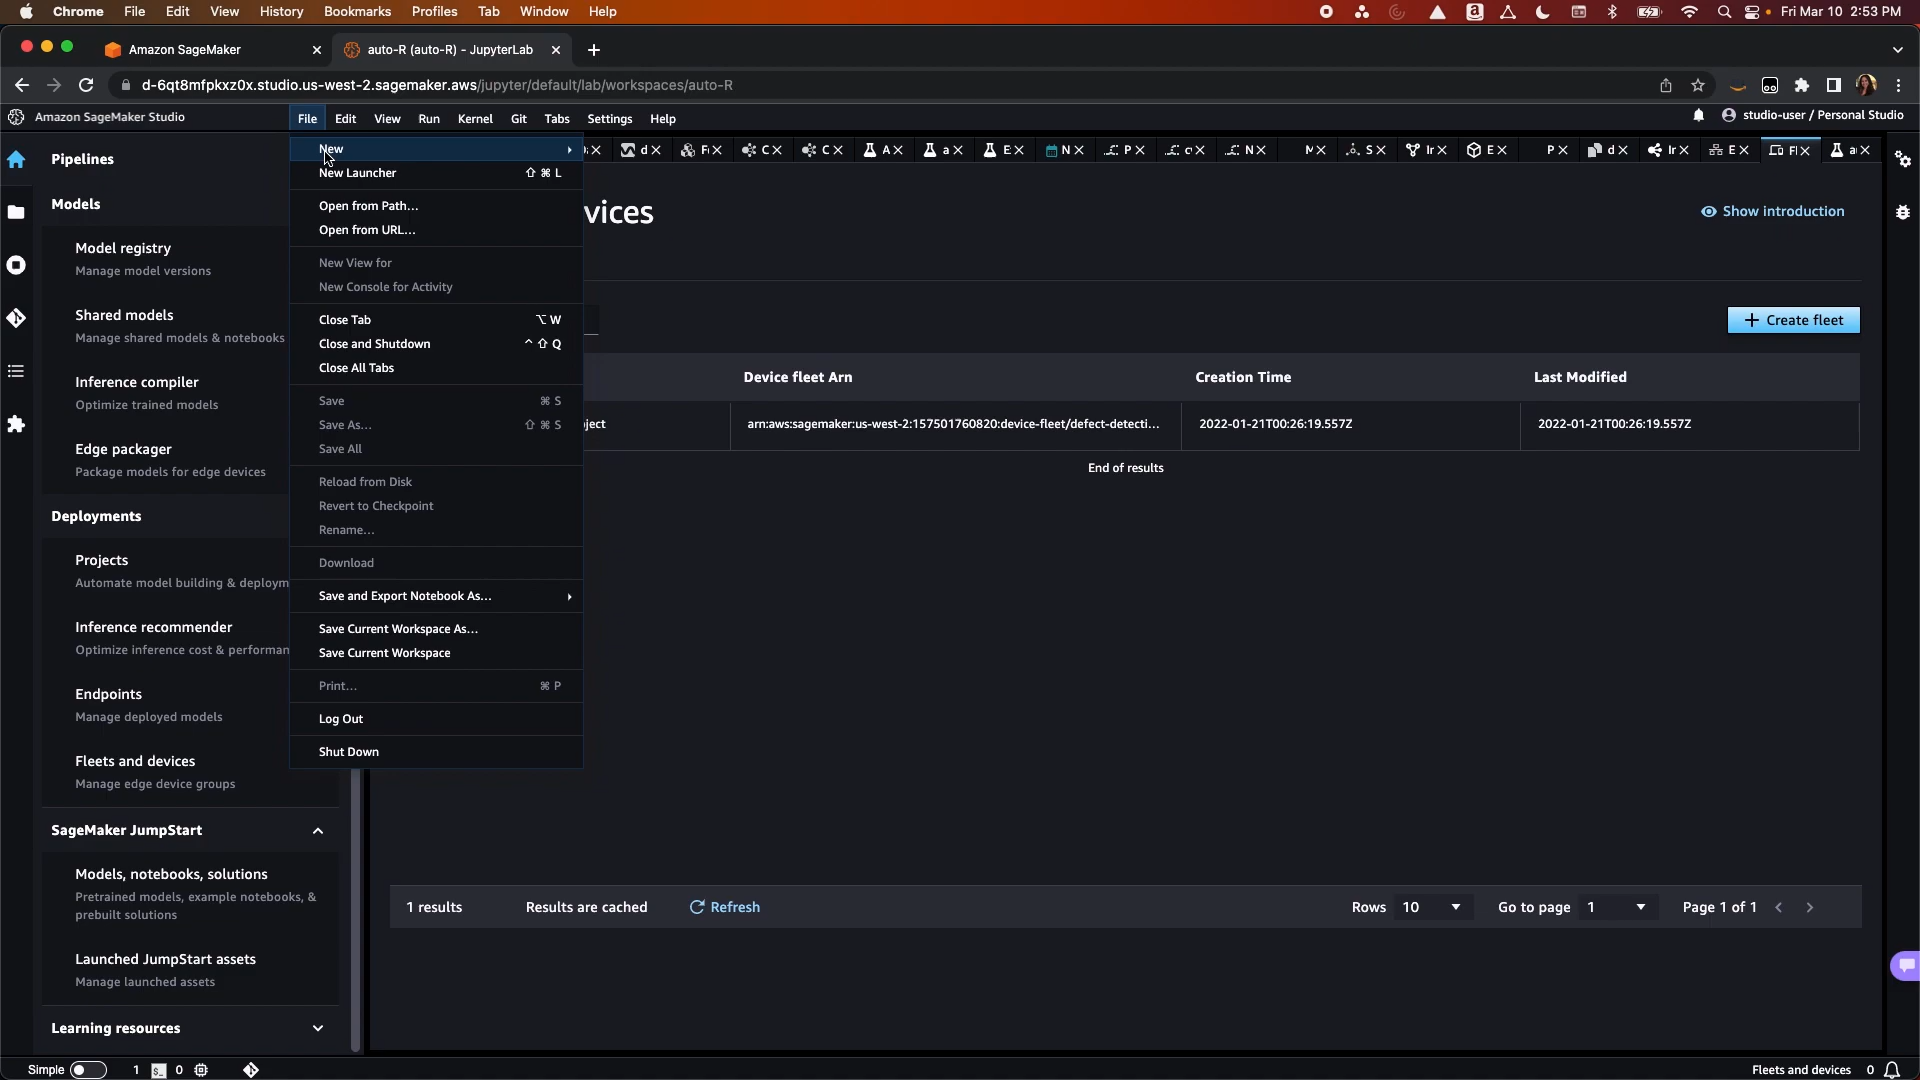 Chrome File Edit View History Bookmarks Profiles Tab Window Help
Fri Mar 10 2:53 PM
Amazon SageMaker
auto-R (auto-R) - JupyterLab
d-6qt8mfpkxz0x.studio.us-west-2.sagemaker.aws/jupyter/default/lab/workspaces/auto-R
Amazon SageMaker Studio
File Edit View Run Kernel Git Tabs Settings Help
studio-user / Personal Studio
Pipelines
Models
Model registry
Manage model versions
Shared models
Manage shared models & notebooks
Inference compiler
Optimize trained models
Edge packager
Package models for edge devices
Deployments
Projects
Automate model building & deploym
Inference recommender
Optimize inference cost & performan
Endpoints
Manage deployed models
Fleets and devices
Manage edge device groups
SageMaker JumpStart
Models, notebooks, solutions
Pretrained models, example notebooks, &
prebuilt solutions
Launched JumpStart assets
Manage launched assets
Learning resources
New
New Launcher ⇧ ⌘ L
Open from Path...
Open from URL...
New View for
New Console for Activity
Close Tab ⌥ W
Close and Shutdown ^ ⇧ Q
Close All Tabs
Save ⌘ S
Save As... ⇧ ⌘ S
Save All
Reload from Disk
Revert to Checkpoint
Rename...
Download
Save and Export Notebook As...
Save Current Workspace As...
Save Current Workspace
Print... ⌘ P
Log Out
Shut Down
d F C C A a E N P N M S Ir E P d Ir E Fl a
vices
Show introduction
+ Create fleet
Device fleet Arn
Creation Time
Last Modified
ject
arn:aws:sagemaker:us-west-2:157501760820:device-fleet/defect-detecti...
2022-01-21T00:26:19.557Z
2022-01-21T00:26:19.557Z
End of results
1 results
Results are cached
Refresh
Rows 10
Go to page 1
Page 1 of 1
Simple
1
$_
0
Fleets and devices 0